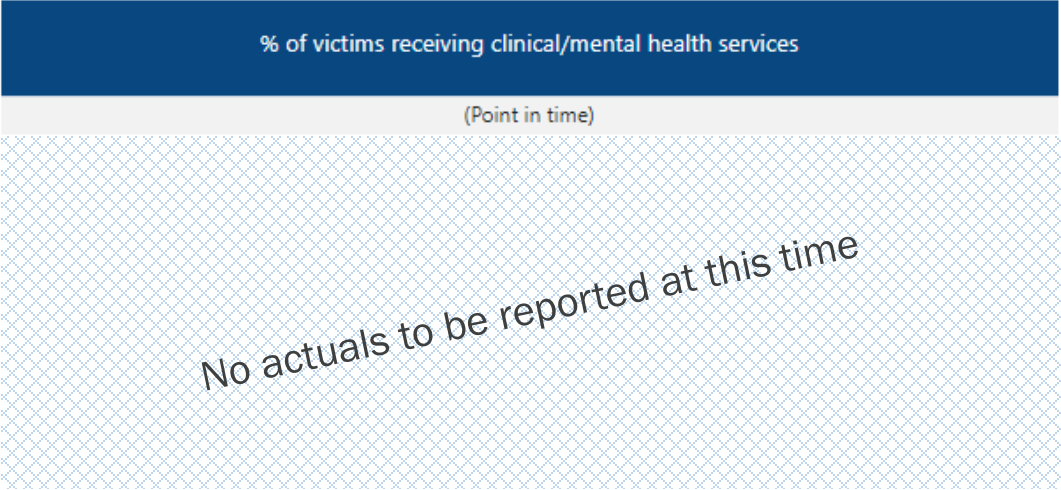 % of victims receiving clinical/mental health services
(Point in time)
No actuals to be reported at this time